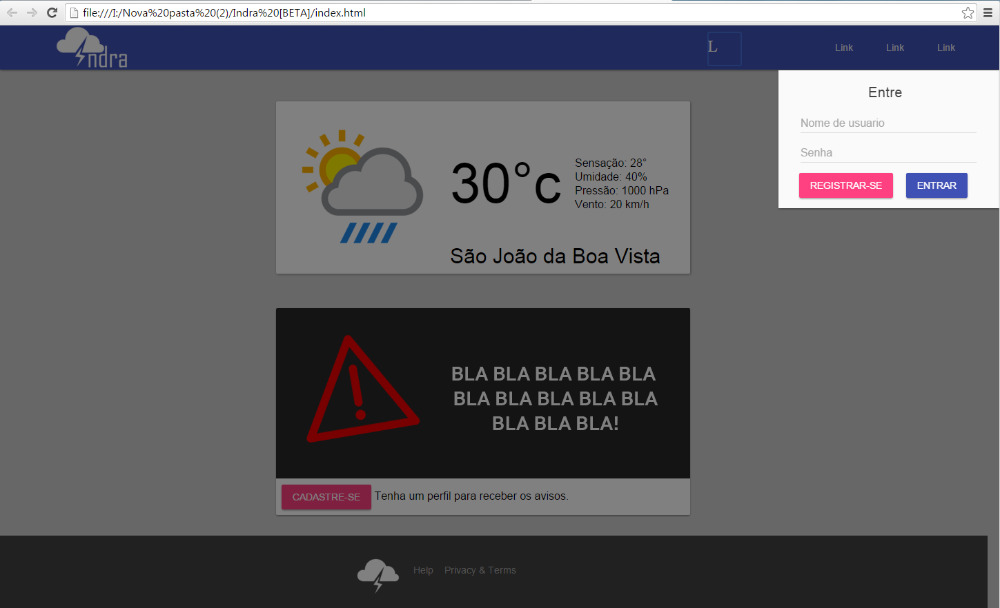 file:///I:/Nova%20pasta%20(2)/Indra%20[BETA]/index.html
ndra
L
Link Link Link
Entre
Nome de usuario
Senha
REGISTRAR-SE ENTRAR
30°c
Sensação: 28°
Umidade: 40%
Pressão: 1000 hPa
Vento: 20 km/h
São João da Boa Vista
BLA BLA BLA BLA BLA
BLA BLA BLA BLA BLA
BLA BLA BLA!
CADASTRE-SE Tenha um perfil para receber os avisos.
Help Privacy & Terms